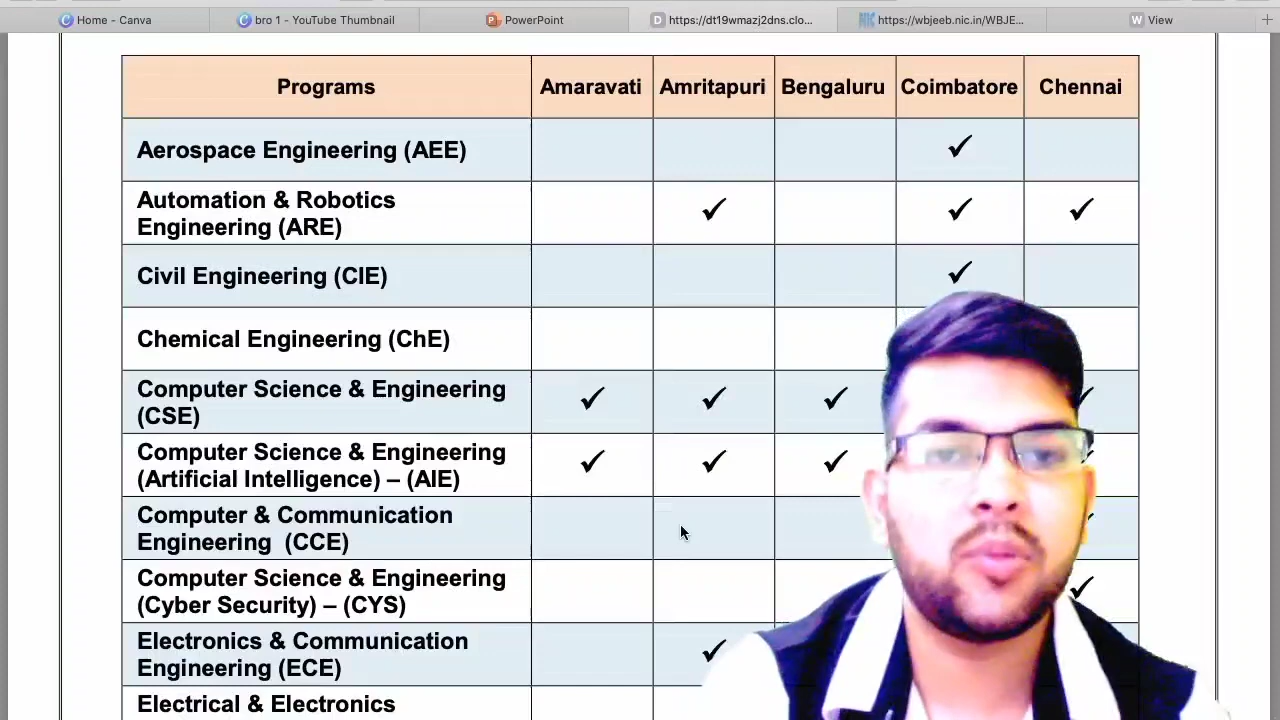 Home - Canva
bro 1 - YouTube Thumbnail
PowerPoint
https://dt19wmazj2dns.clo...
https://wbjeeb.nic.in/WBJE...
View
Programs Amaravati Amritapuri Bengaluru Coimbatore Chennai
Aerospace Engineering (AEE) ✓
Automation & Robotics ✓ ✓ ✓
Engineering (ARE)
Civil Engineering (CIE) ✓
Chemical Engineering (ChE)
Computer Science & Engineering ✓ ✓ ✓ ✓
(CSE)
Computer Science & Engineering ✓ ✓ ✓ ✓
(Artificial Intelligence) – (AIE)
Computer & Communication ✓
Engineering (CCE)
Computer Science & Engineering ✓
(Cyber Security) – (CYS)
Electronics & Communication ✓
Engineering (ECE)
Electrical & Electronics